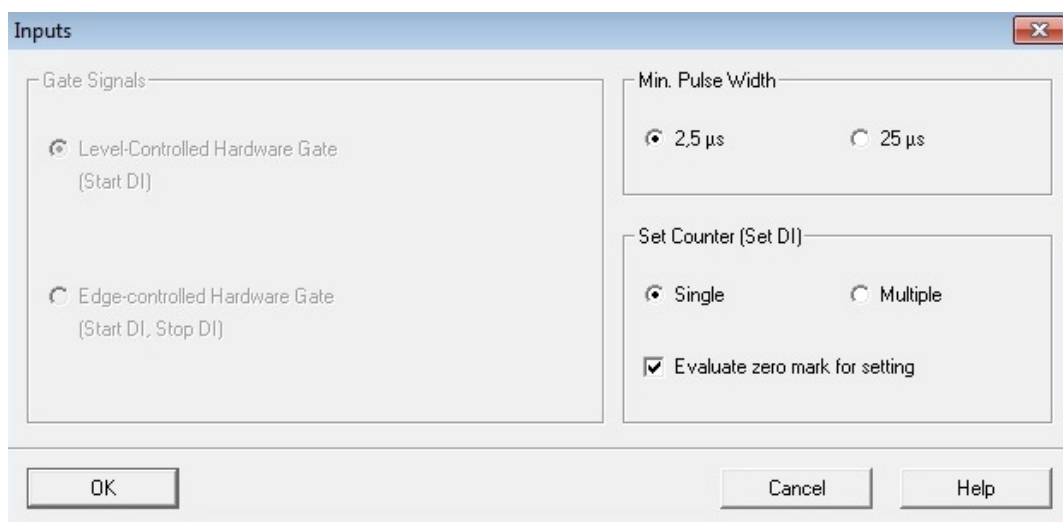 Inputs
Gate Signals
Level-Controlled Hardware Gate
(Start DI)
Edge-controlled Hardware Gate
(Start DI, Stop DI)
Min. Pulse Width
2,5 µs
25 µs
Set Counter (Set DI)
Single
Multiple
Evaluate zero mark for setting
OK
Cancel
Help